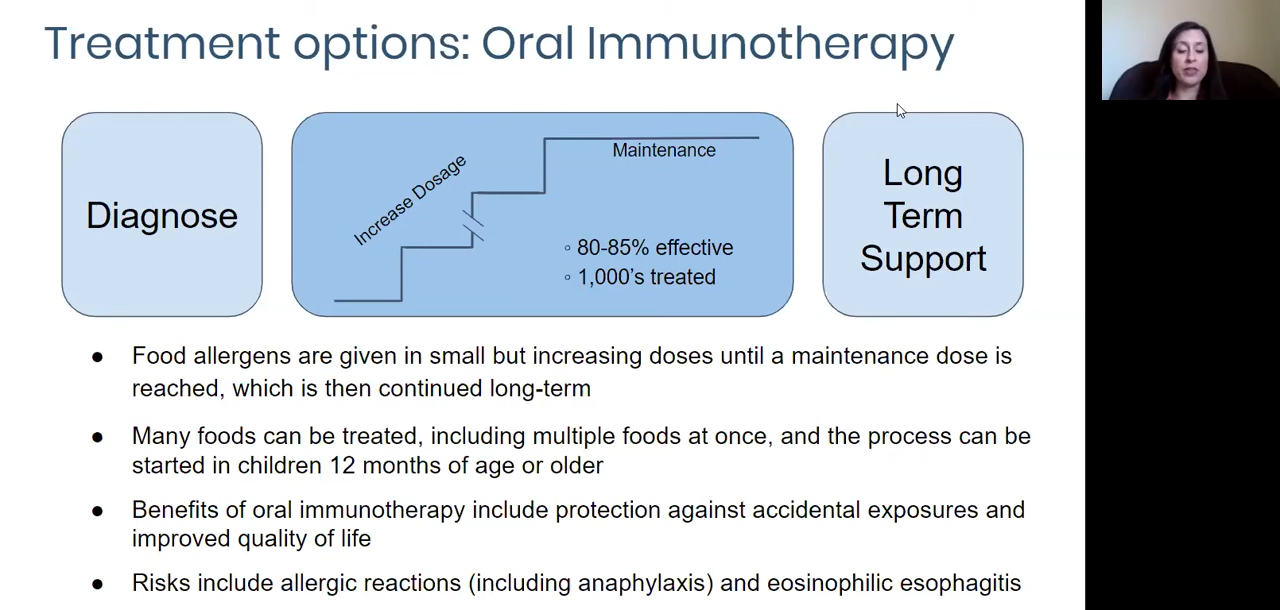 Treatment options: Oral Immunotherapy
Diagnose
Increase Dosage
Maintenance
◦ 80-85% effective
◦ 1,000’s treated
Long
Term
Support
● Food allergens are given in small but increasing doses until a maintenance dose is
reached, which is then continued long-term
● Many foods can be treated, including multiple foods at once, and the process can be
started in children 12 months of age or older
● Benefits of oral immunotherapy include protection against accidental exposures and
improved quality of life
● Risks include allergic reactions (including anaphylaxis) and eosinophilic esophagitis